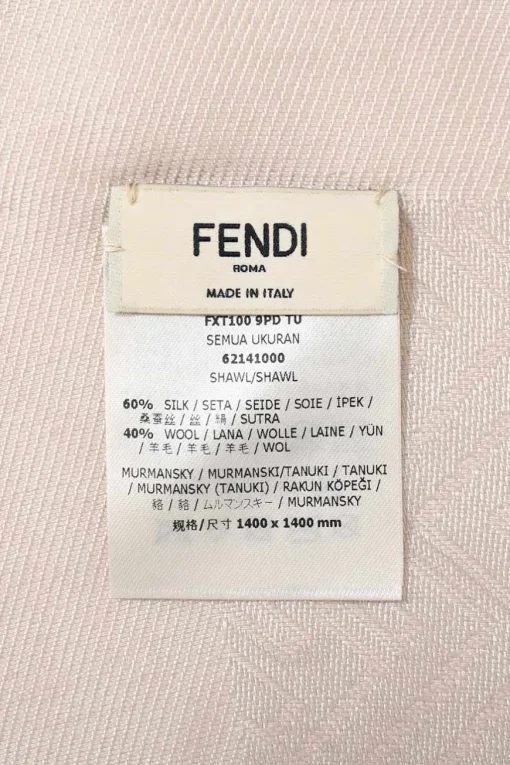 FENDI
ROMA
MADE IN ITALY
FXT100 9PD TU
SEMUA UKURAN
62141000
SHAWL/SHAWL
60% SILK / SETA / SEIDE / SOIE / İPEK /
桑蚕丝 / 丝 / 絹 / SUTRA
40% WOOL / LANA / WOLLE / LAINE / YÜN
/ 羊毛 / 羊毛 / 羊毛 / WOL
MURMANSKY / MURMANSKI/TANUKI / TANUKI
/ MURMANSKY (TANUKI) / RAKUN KÖPEĞİ /
貉 / 貉 / ムルマンスキー / MURMANSKY
规格/尺寸 1400 x 1400 mm